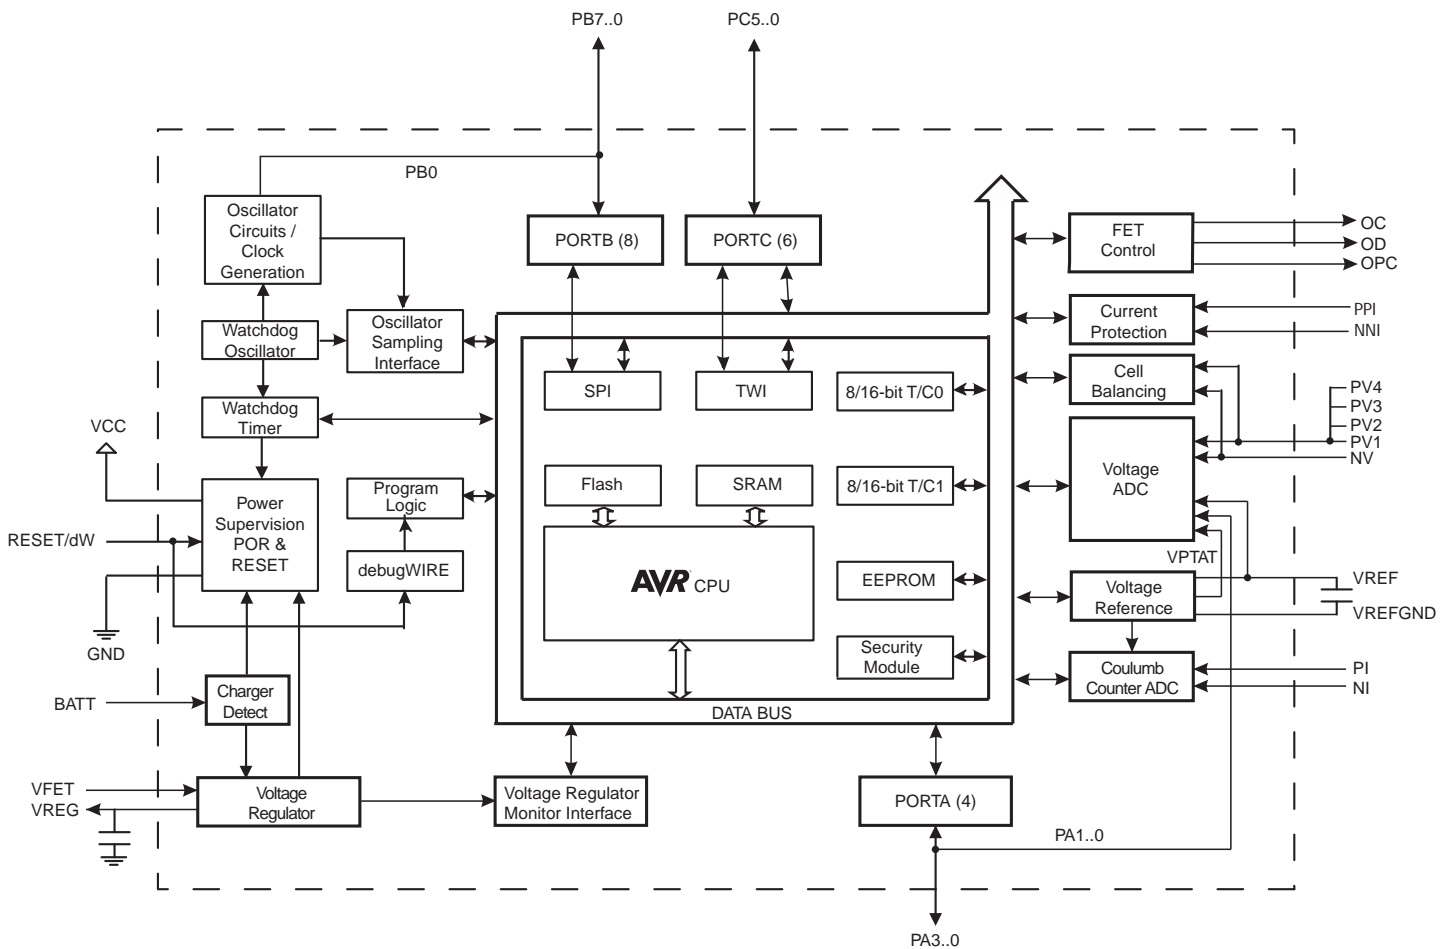 PB7..0
PC5..0
PB0
Oscillator
Circuits /
Clock
Generation
PORTB (8)
PORTC (6)
FET
Control
OC
OD
OPC
Watchdog
Oscillator
Oscillator
Sampling
Interface
Current
Protection
PPI
NNI
SPI
TWI
8/16-bit T/C0
Cell
Balancing
PV4
PV3
PV2
PV1
NV
Watchdog
Timer
VCC
Voltage
ADC
Flash
SRAM
8/16-bit T/C1
Program
Logic
Power
Supervision
POR &
RESET
RESET/dW
debugWIRE
AVR® CPU
EEPROM
VPTAT
Voltage
Reference
VREF
VREFGND
GND
Security
Module
Coulumb
Counter ADC
PI
NI
BATT
Charger
Detect
DATA BUS
VFET
VREG
Voltage
Regulator
Voltage Regulator
Monitor Interface
PORTA (4)
PA1..0
PA3..0